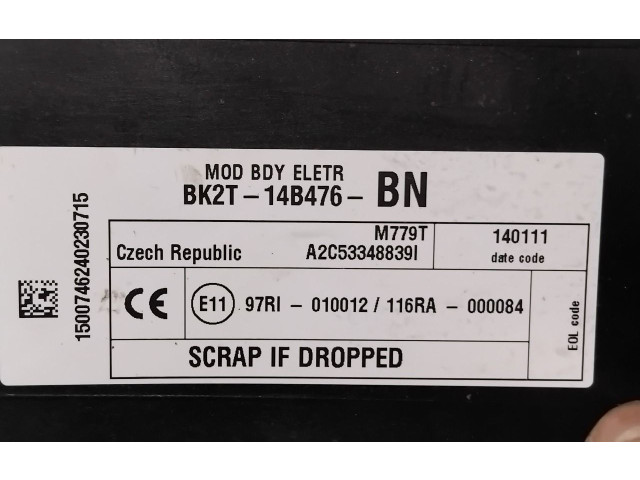 MOD BDY ELETR
BK2T-14B476- BN
M779T
Czech Republic A2C53348839I
140111
date code
CE E11 97RI - 010012 / 116RA - 000084
SCRAP IF DROPPED
EOL code
1500746240230715